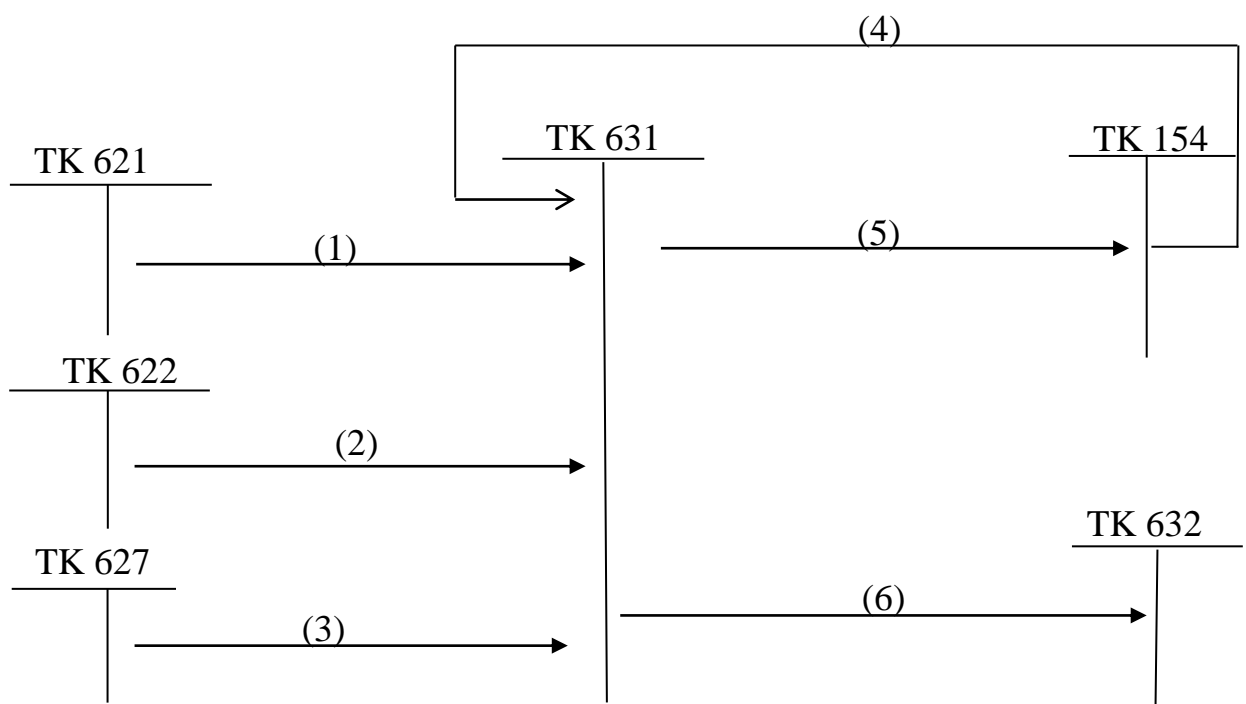 (4)
TK 631
TK 154
TK 621
(1)
(5)
TK 622
(2)
TK 632
TK 627
(6)
(3)